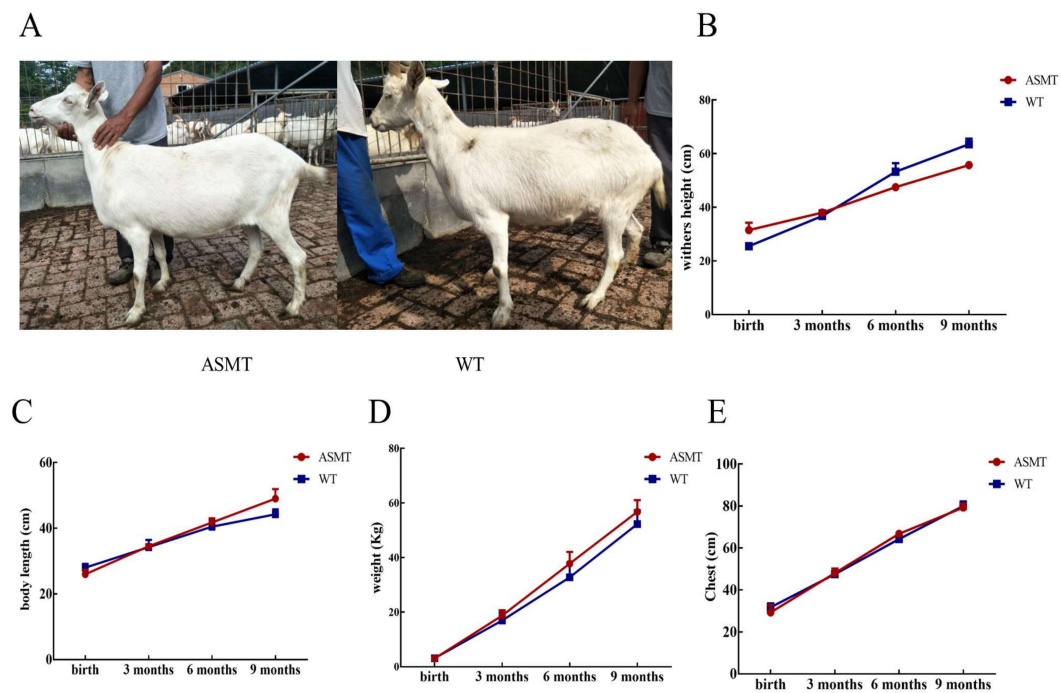 A
ASMT
WT
B
ASMT
WT
withers height (cm)
80
60
40
20
0
birth 3 months 6 months 9 months
C
ASMT
WT
body length (cm)
60
40
20
0
birth 3 months 6 months 9 months
D
ASMT
WT
weight (Kg)
80
60
40
20
0
birth 3 months 6 months 9 months
E
ASMT
WT
Chest (cm)
100
80
60
40
20
0
birth 3 months 6 months 9 months